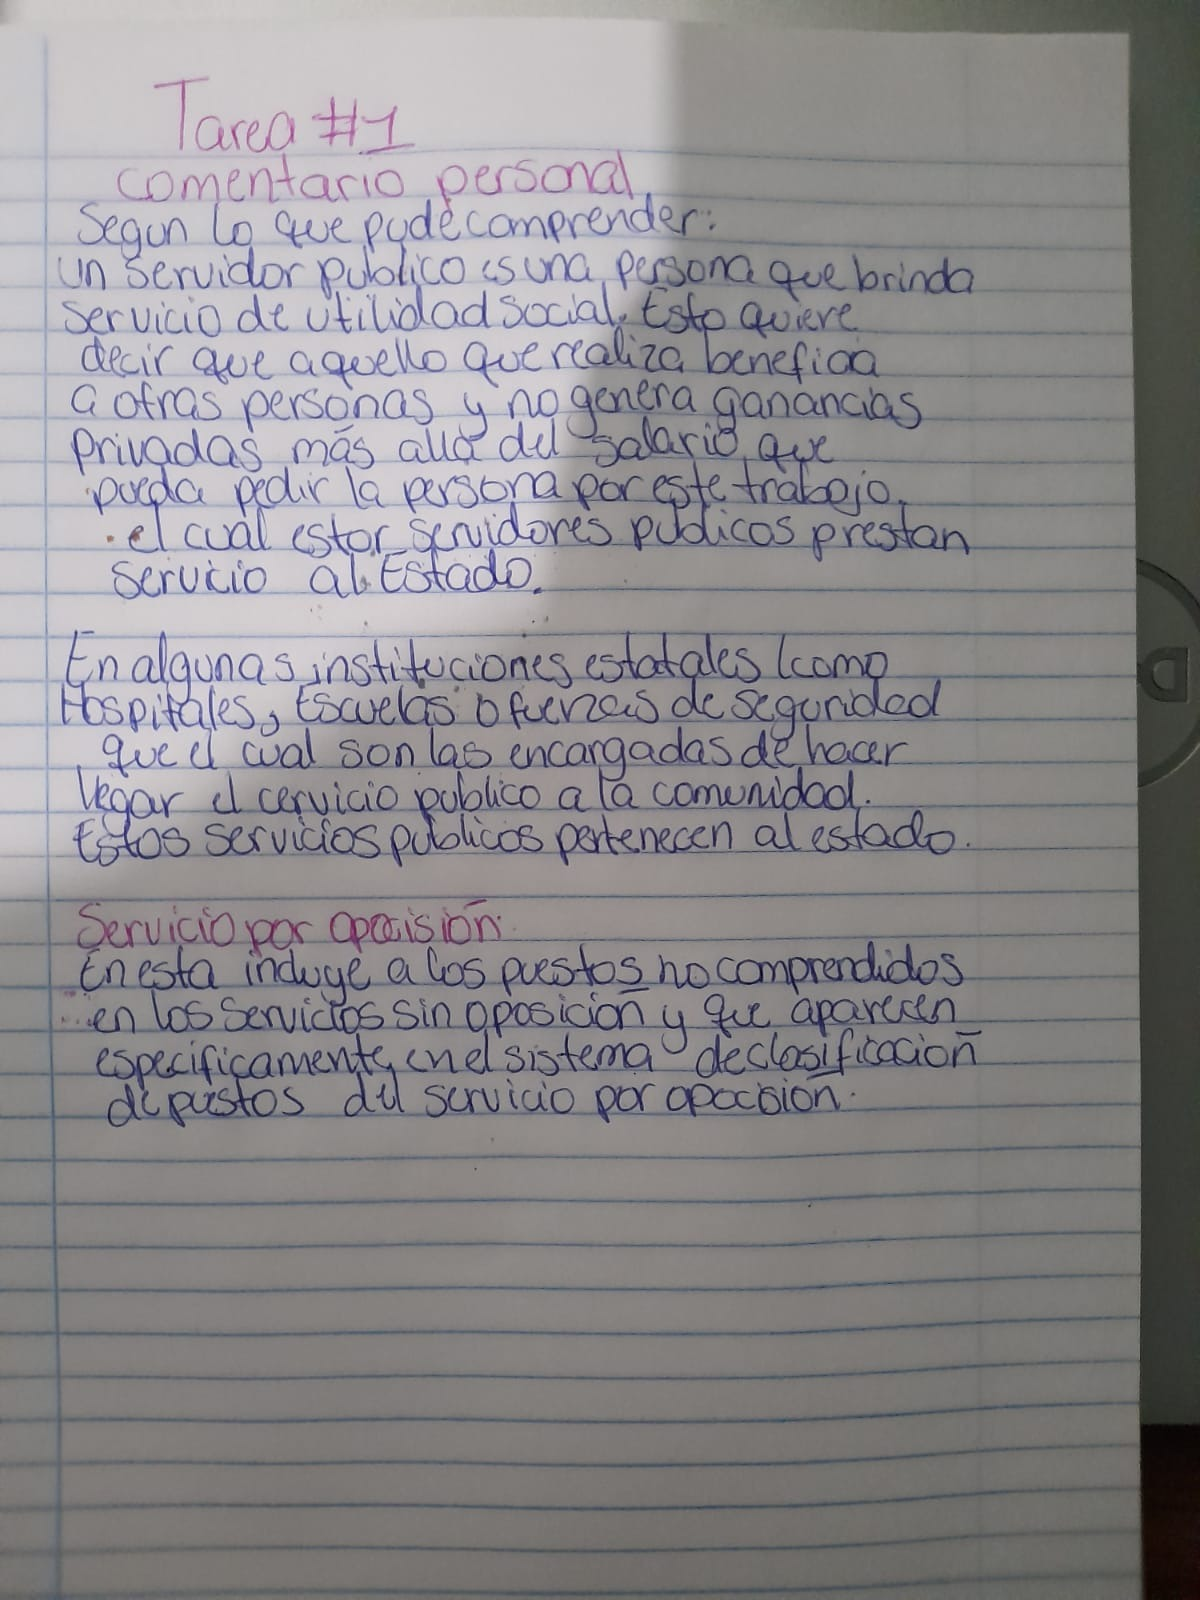 Tarea #1
comentario personal
Segun lo que pude comprender:
un servidor publico es una persona que brinda
servicio de utilidad social. Esto quiere
decir que aquello que realiza beneficia
a otras personas y no genera ganancias
privadas más allá del salario que
pueda pedir la persona por este trabajo.
el cual estor servidores publicos prestan
servicio al Estado.
En algunas instituciones estatales (como
Hospitales, Escuelas o fuerzas de seguridad
que el cual son las encargadas de hacer
llegar el cervicio publico a la comunidad.
Estos servicios publicos pertenecen al estado.
Servicio por opocisión.
En esta incluye a los puestos no comprendidos
en los servicios sin oposición y que aparecen
especificamente en el sistema de clasificación
de puestos del servicio por opocision.